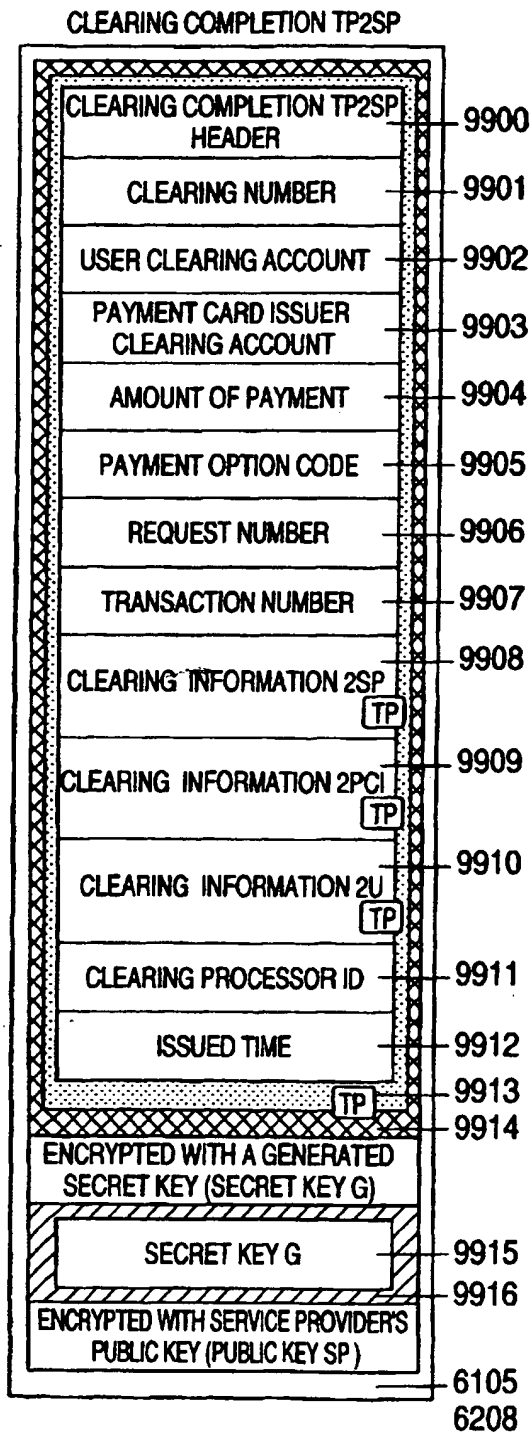 CLEARING COMPLETION TP2SP
CLEARING COMPLETION TP2SP
HEADER
9900
CLEARING NUMBER
9901
USER CLEARING ACCOUNT
9902
PAYMENT CARD ISSUER
CLEARING ACCOUNT
9903
AMOUNT OF PAYMENT
9904
PAYMENT OPTION CODE
9905
REQUEST NUMBER
9906
TRANSACTION NUMBER
9907
CLEARING INFORMATION 2SP
9908
TP
CLEARING INFORMATION 2PCI
9909
TP
CLEARING INFORMATION 2U
9910
TP
CLEARING PROCESSOR ID
9911
ISSUED TIME
9912
TP
9913
9914
ENCRYPTED WITH A GENERATED
SECRET KEY (SECRET KEY G)
SECRET KEY G
9915
9916
ENCRYPTED WITH SERVICE PROVIDER'S
PUBLIC KEY (PUBLIC KEY SP)
6105
6208